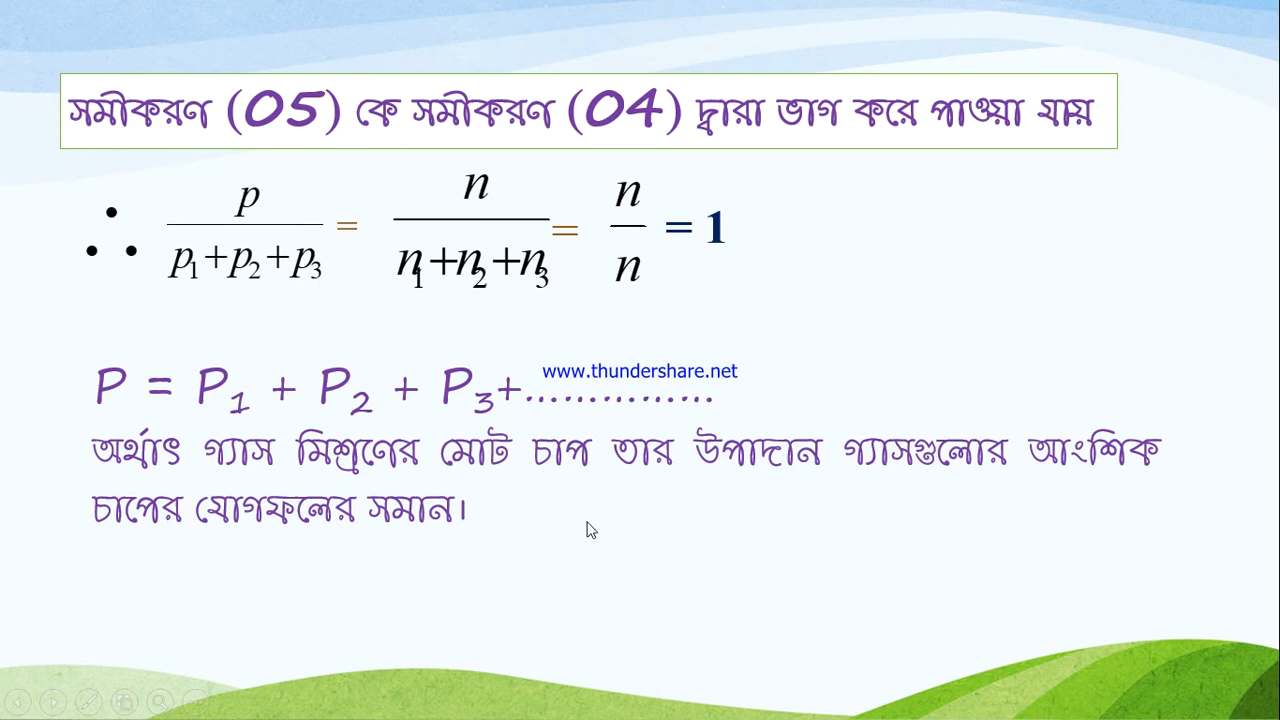 সমীকরণ (05) কে সমীকরণ (04) দ্বারা ভাগ করে পাওয়া যায়
∴ p / (p₁+p₂+p₃) = n / (n₁+n₂+n₃) = n / n = 1
www.thundershare.net
P = P₁ + P₂ + P₃+...............
অর্থাৎ গ্যাস মিশ্রণের মোট চাপ তার উপাদান গ্যাসগুলোর আংশিক
চাপের যোগফলের সমান।